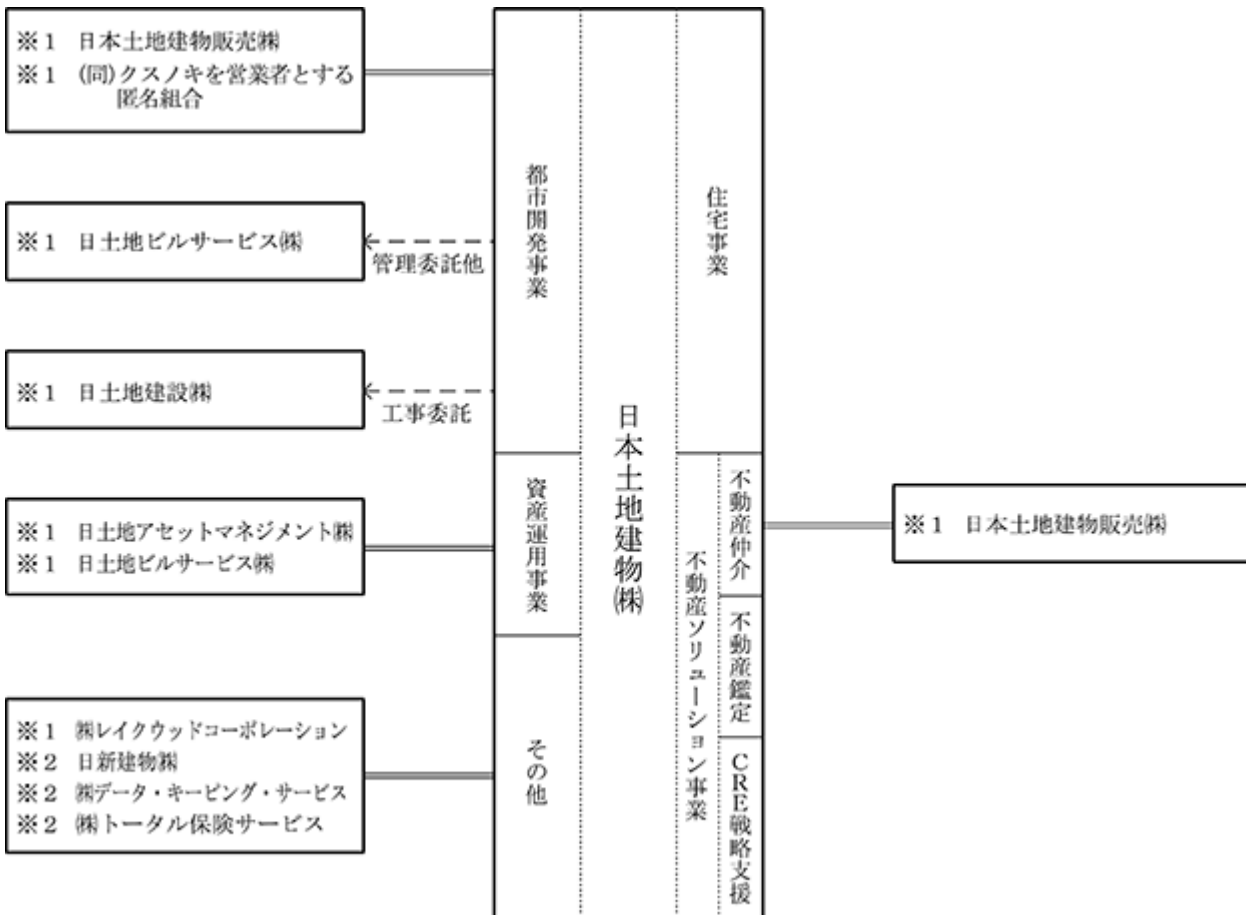 ※1 日本土地建物販売㈱
※1 (同)クスノキを営業者とする
匿名組合
※1 日土地ビルサービス㈱
管理委託他
※1 日土地建設㈱
工事委託
※1 日土地アセットマネジメント㈱
※1 日土地ビルサービス㈱
※1 ㈱レイクウッドコーポレーション
※2 日新建物㈱
※2 ㈱データ・キーピング・サービス
※2 ㈱トータル保険サービス
都市開発事業
資産運用事業
その他
日本土地建物㈱
住宅事業
不動産ソリューション事業
不動産仲介
不動産鑑定
CRE戦略支援
※1 日本土地建物販売㈱